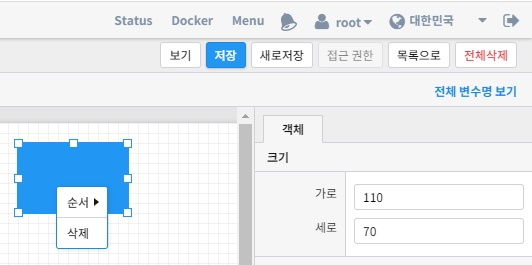 Status Docker Menu root 대한민국
보기 저장 새로저장 접근 권한 목록으로 전체삭제
전체 변수명 보기
객체
크기
가로 110
세로 70
순서
삭제